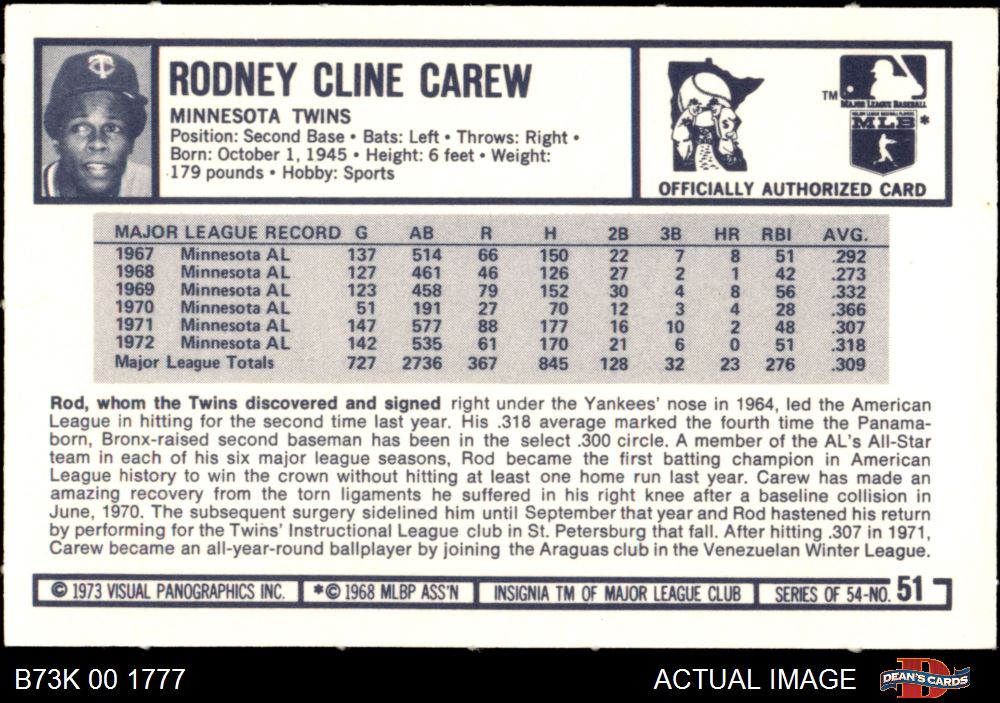 RODNEY CLINE CAREW
MINNESOTA TWINS
Position: Second Base • Bats: Left • Throws: Right •
Born: October 1, 1945 • Height: 6 feet • Weight:
179 pounds • Hobby: Sports
TM
MAJOR LEAGUE BASEBALL
MAJOR LEAGUE BASEBALL PLAYERS
MLB *
OFFICIALLY AUTHORIZED CARD
MAJOR LEAGUE RECORD G AB R H 2B 3B HR RBI AVG.
1967 Minnesota AL 137 514 66 150 22 7 8 51 .292
1968 Minnesota AL 127 461 46 126 27 2 1 42 .273
1969 Minnesota AL 123 458 79 152 30 4 8 56 .332
1970 Minnesota AL 51 191 27 70 12 3 4 28 .366
1971 Minnesota AL 147 577 88 177 16 10 2 48 .307
1972 Minnesota AL 142 535 61 170 21 6 0 51 .318
Major League Totals 727 2736 367 845 128 32 23 276 .309
Rod, whom the Twins discovered and signed right under the Yankees' nose in 1964, led the American
League in hitting for the second time last year. His .318 average marked the fourth time the Panama-
born, Bronx-raised second baseman has been in the select .300 circle. A member of the AL's All-Star
team in each of his six major league seasons, Rod became the first batting champion in American
League history to win the crown without hitting at least one home run last year. Carew has made an
amazing recovery from the torn ligaments he suffered in his right knee after a baseline collision in
June, 1970. The subsequent surgery sidelined him until September that year and Rod hastened his return
by performing for the Twins' Instructional League club in St. Petersburg that fall. After hitting .307 in 1971,
Carew became an all-year-round ballplayer by joining the Araguas club in the Venezuelan Winter League.
© 1973 VISUAL PANOGRAPHICS INC. *© 1968 MLBP ASS'N INSIGNIA TM OF MAJOR LEAGUE CLUB SERIES OF 54-NO. 51
B73K 00 1777 ACTUAL IMAGE DEAN'S CARDS